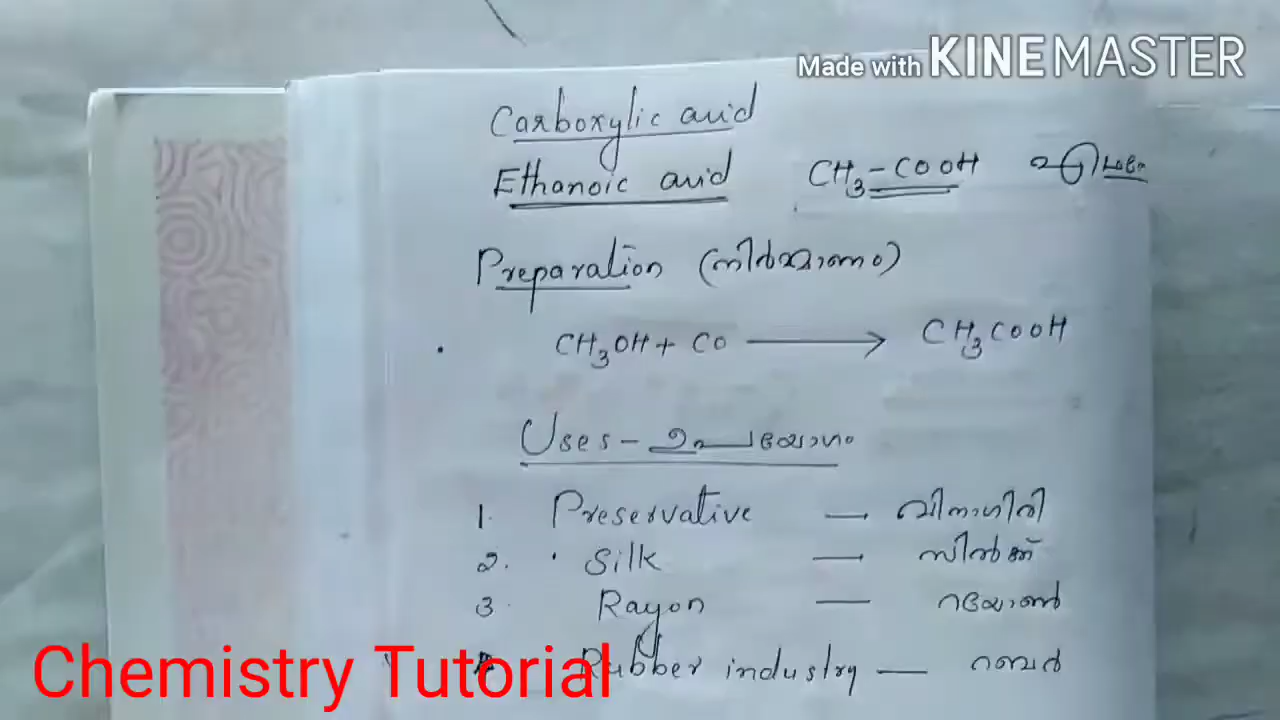 Made with KINEMASTER
Carboxylic acid
Ethanoic acid CH3-COOH
Preparation (നിർമ്മാണം)
CH3OH + CO ⟶ CH3COOH
Uses - ഉപയോഗം
1. Preservative — വിനാഗിരി
2. Silk — സിൽക്ക്
3. Rayon — റയോൺ
Rubber industry — റബ്ബർ
Chemistry Tutorial